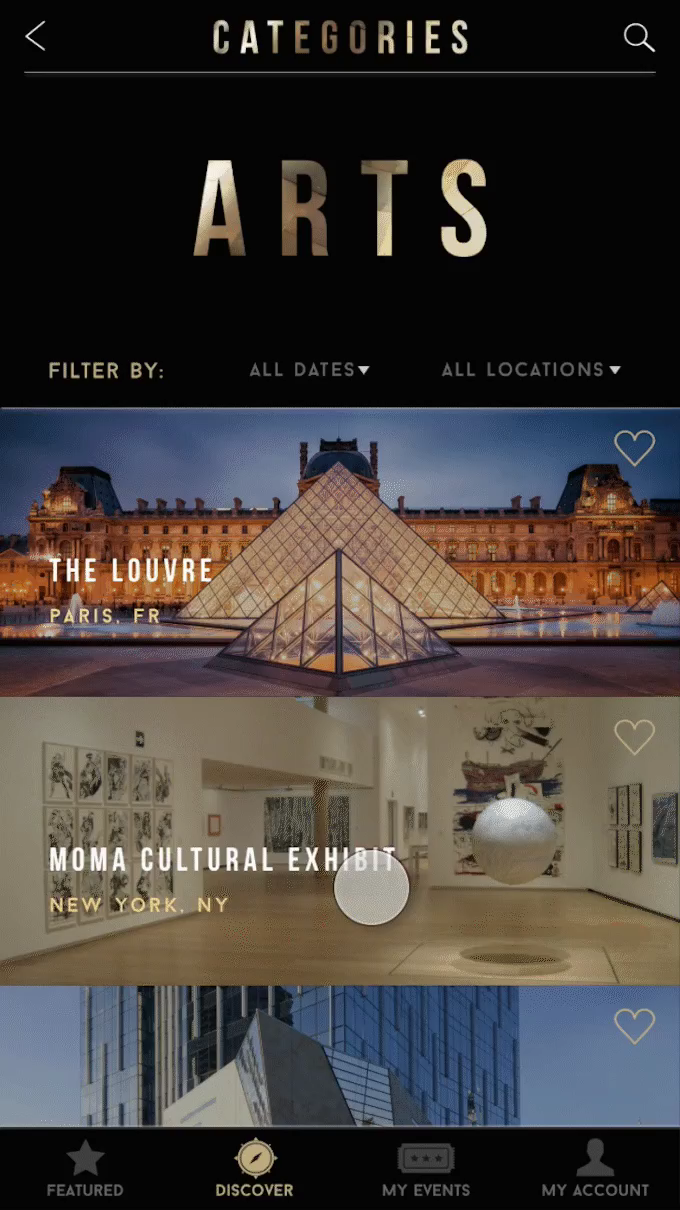 CATEGORIES
ARTS
FILTER BY: ALL DATES ALL LOCATIONS
THE LOUVRE
PARIS, FR
MOMA CULTURAL EXHIBIT
NEW YORK, NY
FEATURED DISCOVER MY EVENTS MY ACCOUNT